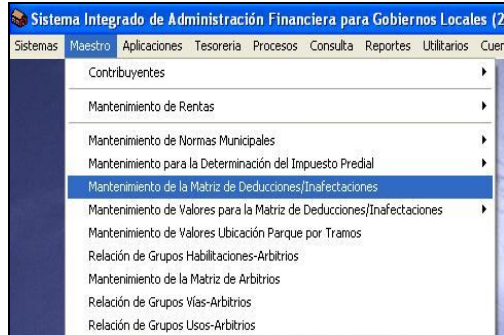 Sistema Integrado de Administración Financiera para Gobiernos Locales (2
Sistemas Maestro Aplicaciones Tesoreria Procesos Consulta Reportes Utilitarios Cuen
Contribuyentes
Mantenimiento de Rentas
Mantenimiento de Normas Municipales
Mantenimiento para la Determinación del Impuesto Predial
Mantenimiento de la Matriz de Deducciones/Inafectaciones
Mantenimiento de Valores para la Matriz de Deducciones/Inafectaciones
Mantenimiento de Valores Ubicación Parque por Tramos
Relación de Grupos Habilitaciones-Arbitrios
Mantenimiento de la Matriz de Arbitrios
Relación de Grupos Vías-Arbitrios
Relación de Grupos Usos-Arbitrios